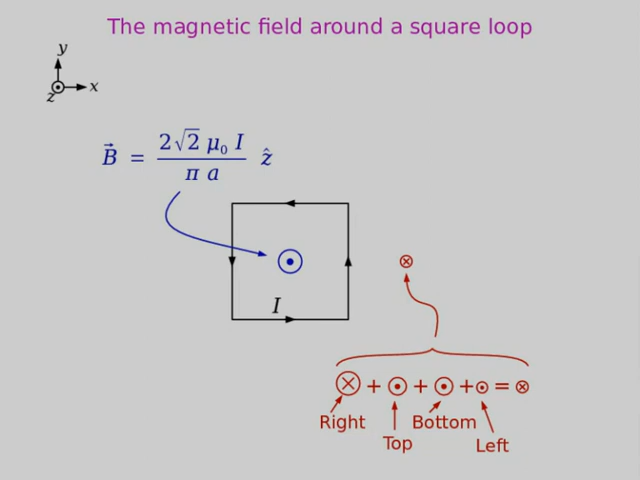 The magnetic field around a square loop
y
x
z
B⃗ = 2√2 μ₀ I / π a ẑ
I
⊗ + ⊙ + ⊙ + ⊙ = ⊗
Right
Bottom
Top
Left